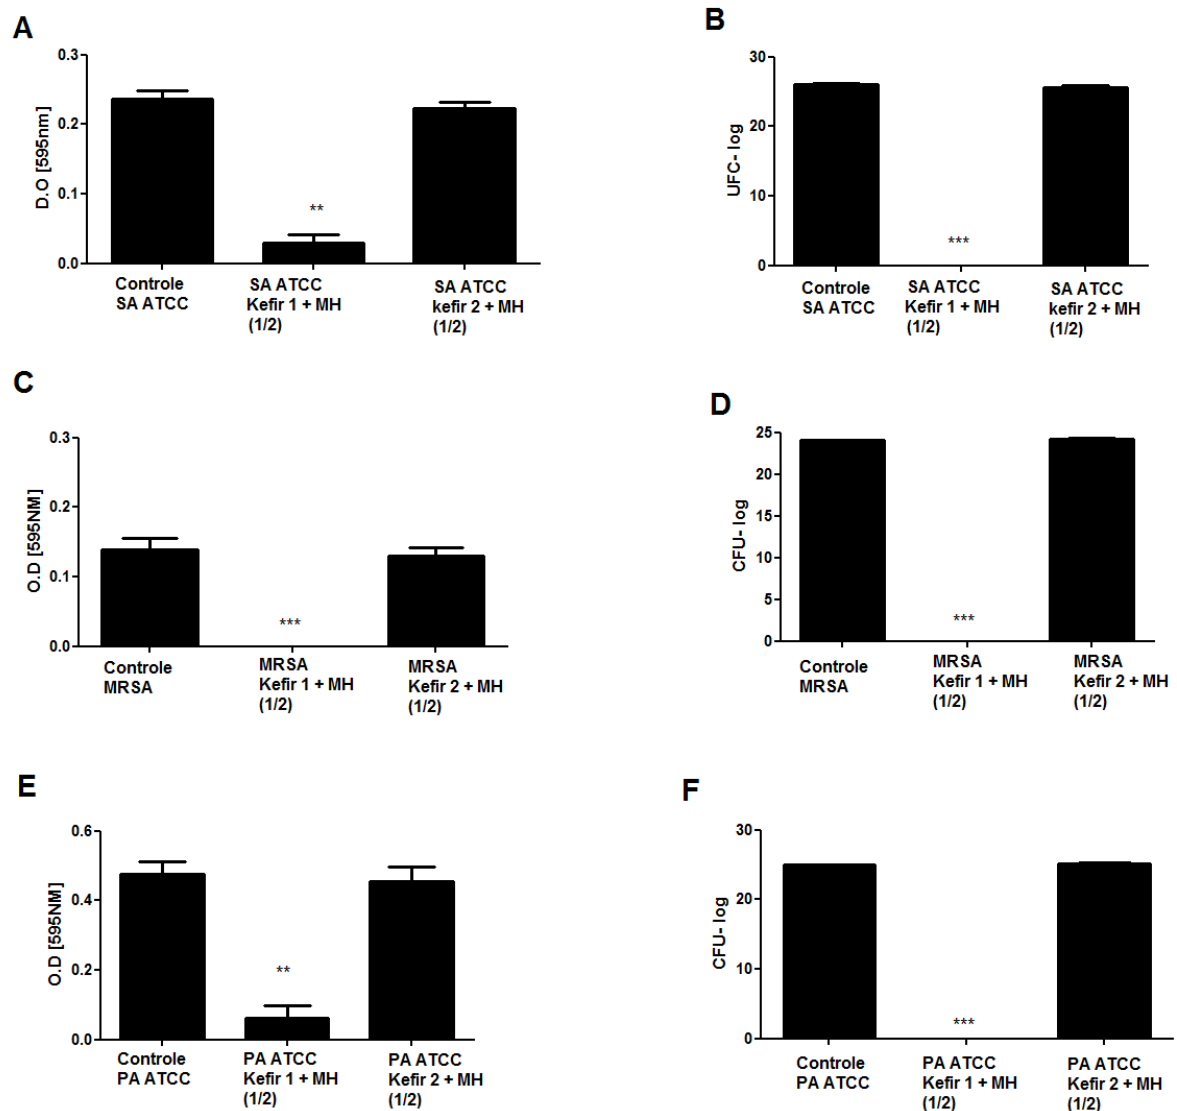 A
D.O [595nm]
0.3
0.2
0.1
0.0
Controle
SA ATCC
SA ATCC
Kefir 1 + MH
(1/2)
SA ATCC
kefir 2 + MH
(1/2)
**
B
UFC- log
30
20
10
0
Controle
SA ATCC
SA ATCC
Kefir 1 + MH
(1/2)
SA ATCC
kefir 2 + MH
(1/2)
***
C
O.D [595NM]
0.3
0.2
0.1
0.0
Controle
MRSA
MRSA
Kefir 1 + MH
(1/2)
MRSA
Kefir 2 + MH
(1/2)
***
D
CFU- log
25
20
15
10
5
0
Controle
MRSA
MRSA
Kefir 1 + MH
(1/2)
MRSA
Kefir 2 + MH
(1/2)
***
E
O.D [595NM]
0.6
0.4
0.2
0.0
Controle
PA ATCC
PA ATCC
Kefir 1 + MH
(1/2)
PA ATCC
Kefir 2 + MH
(1/2)
**
F
CFU- log
30
20
10
0
Controle
PA ATCC
PA ATCC
Kefir 1 + MH
(1/2)
PA ATCC
Kefir 2 + MH
(1/2)
***